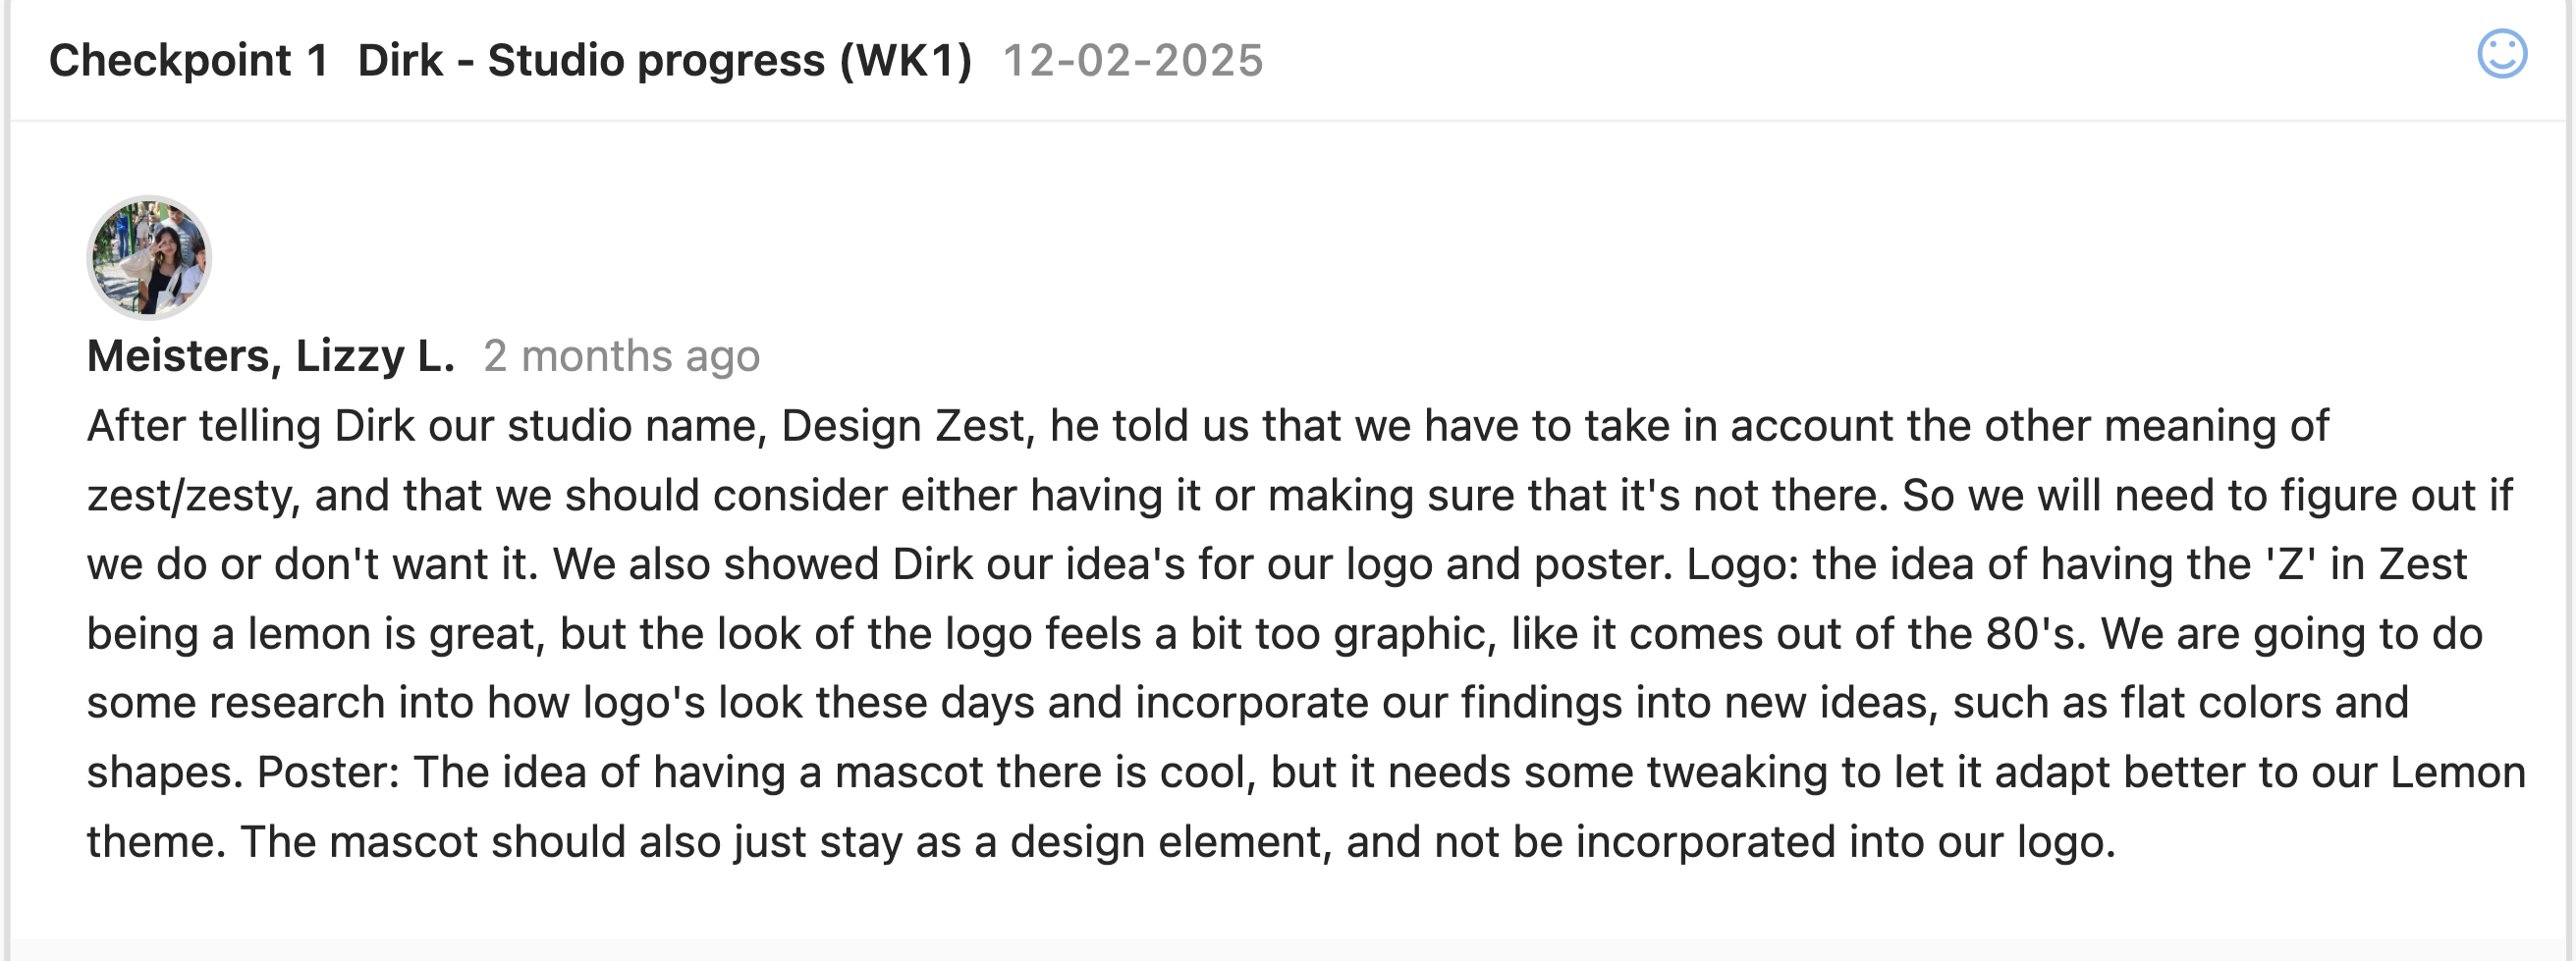 Checkpoint 1 Dirk - Studio progress (WK1) 12-02-2025
Meisters, Lizzy L. 2 months ago
After telling Dirk our studio name, Design Zest, he told us that we have to take in account the other meaning of
zest/zesty, and that we should consider either having it or making sure that it's not there. So we will need to figure out if
we do or don't want it. We also showed Dirk our idea's for our logo and poster. Logo: the idea of having the 'Z' in Zest
being a lemon is great, but the look of the logo feels a bit too graphic, like it comes out of the 80's. We are going to do
some research into how logo's look these days and incorporate our findings into new ideas, such as flat colors and
shapes. Poster: The idea of having a mascot there is cool, but it needs some tweaking to let it adapt better to our Lemon
theme. The mascot should also just stay as a design element, and not be incorporated into our logo.